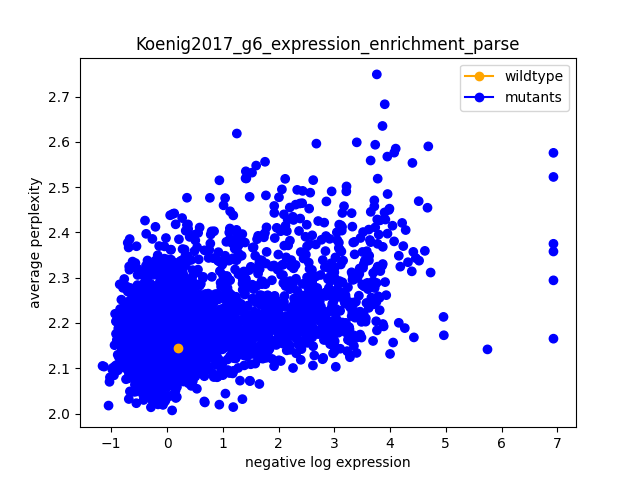 Koenig2017_g6_expression_enrichment_parse
wildtype
mutants
average perplexity
2.7
2.6
2.5
2.4
2.3
2.2
2.1
2.0
−1 0 1 2 3 4 5 6 7
negative log expression